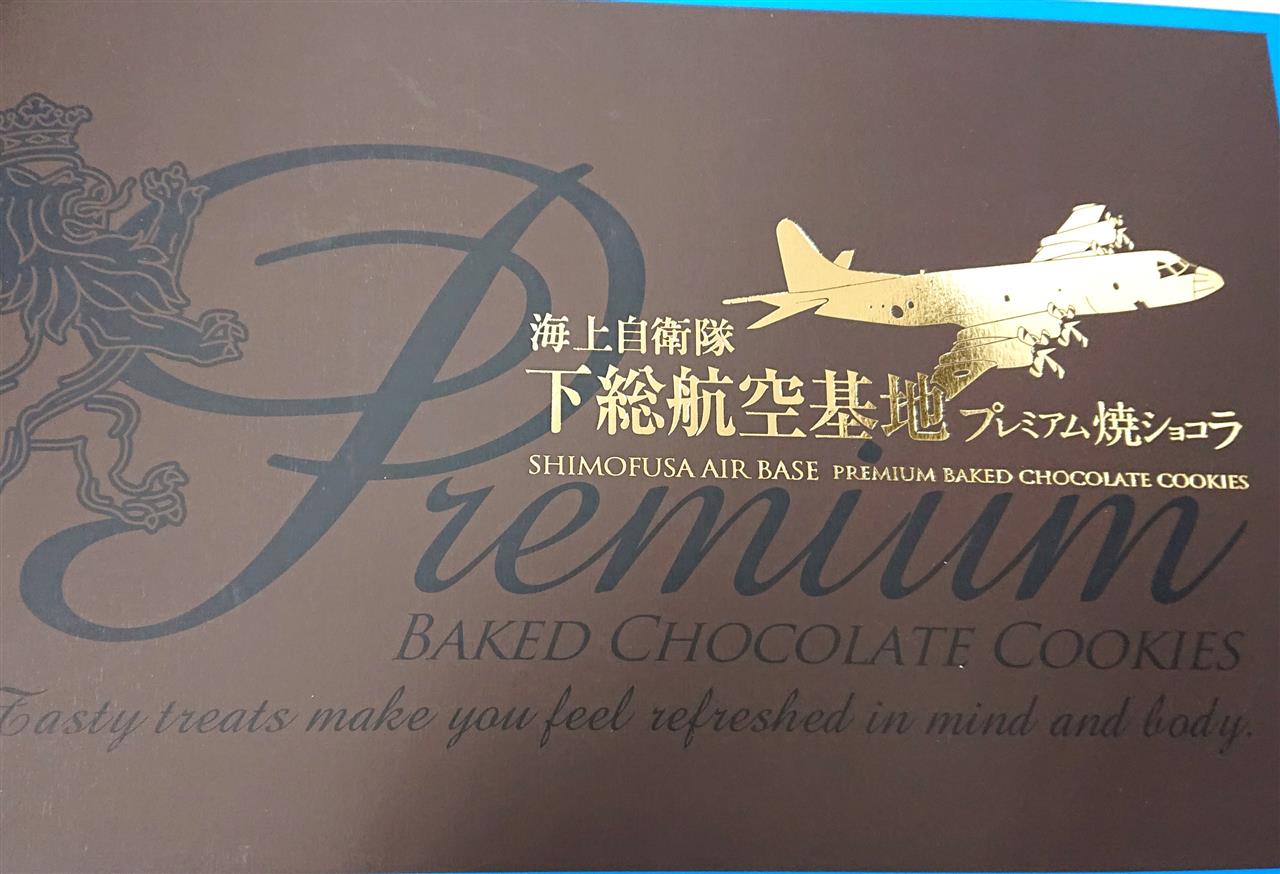 海上自衛隊
下総航空基地 プレミアム焼ショコラ
SHIMOFUSA AIR BASE PREMIUM BAKED CHOCOLATE COOKIES
Premium
BAKED CHOCOLATE COOKIES
Tasty treats make you feel refreshed in mind and body.